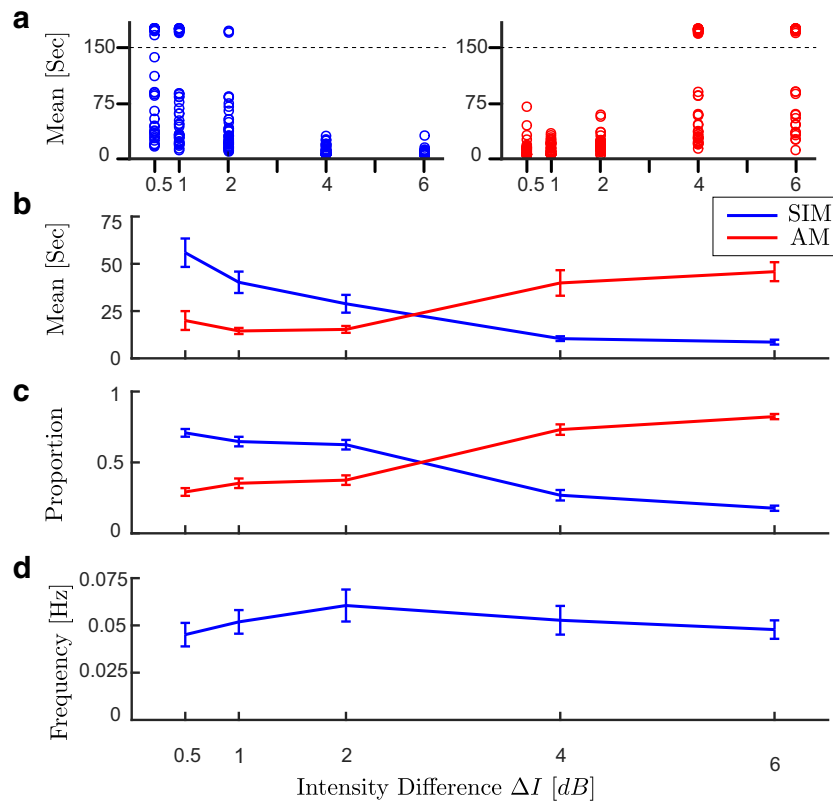 a
Mean [Sec]
150
75
0
0.5 1 2 4 6
150
75
0
0.5 1 2 4 6
b
Mean [Sec]
75
50
25
0
SIM
AM
c
Proportion
1
0.5
0
d
Frequency [Hz]
0.075
0.05
0.025
0
0.5 1 2 4 6
Intensity Difference ΔI [dB]